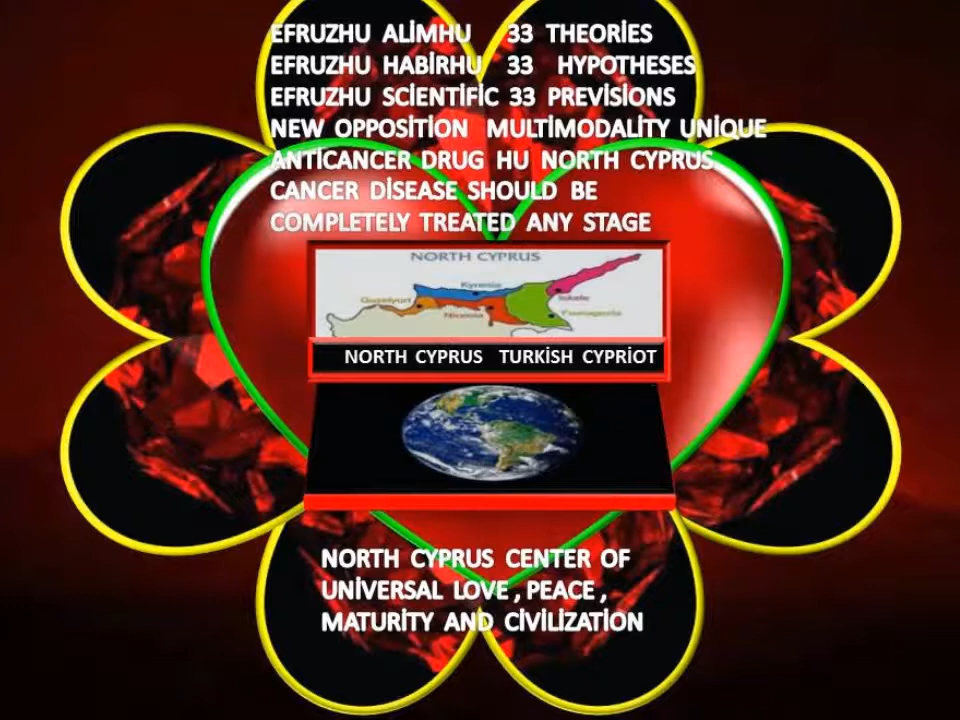 EFRUZHU ALİMHU 33 THEORİES
EFRUZHU HABİRHU 33 HYPOTHESES
EFRUZHU SCİENTİFİC 33 PREVİSİONS
NEW OPPOSİTİON MULTİMODALİTY UNİQUE
ANTİCANCER DRUG HU NORTH CYPRUS
CANCER DİSEASE SHOULD BE
COMPLETELY TREATED ANY STAGE
NORTH CYPRUS
Kyrenia
Guzelyurt
Iskele
Nicosia
Famagusta
NORTH CYPRUS TURKİSH CYPRİOT
NORTH CYPRUS CENTER OF
UNİVERSAL LOVE , PEACE ,
MATURİTY AND CİVİLİZATİON